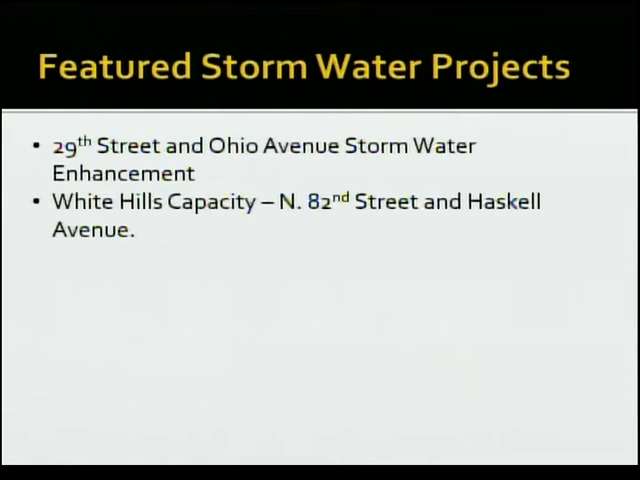 Featured Storm Water Projects
• 29th Street and Ohio Avenue Storm Water
Enhancement
• White Hills Capacity – N. 82nd Street and Haskell
Avenue.